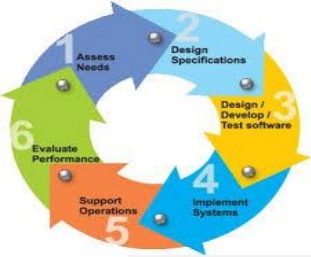 1
Assess
Needs
2
Design
Specifications
3
Design /
Develop /
Test software
4
Implement
Systems
5
Support
Operations
6
Evaluate
Performance